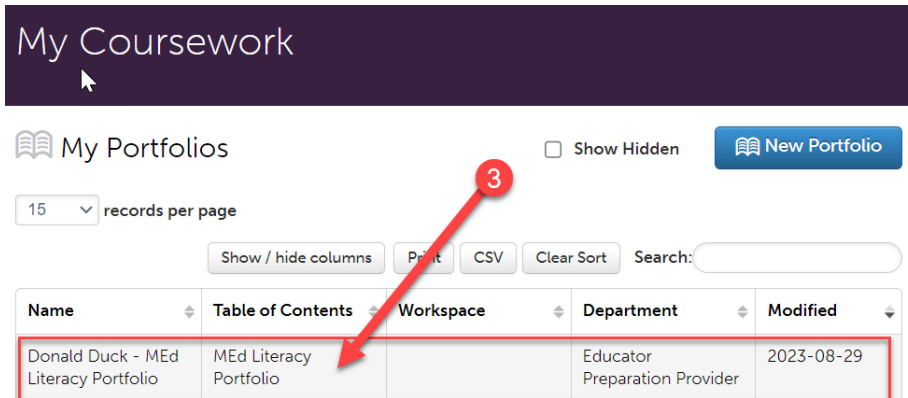 My Coursework
My Portfolios
Show Hidden
New Portfolio
3
15 records per page
Show / hide columns Print CSV Clear Sort Search:
Name Table of Contents Workspace Department Modified
Donald Duck - MEd MEd Literacy Educator 2023-08-29
Literacy Portfolio Portfolio Preparation Provider